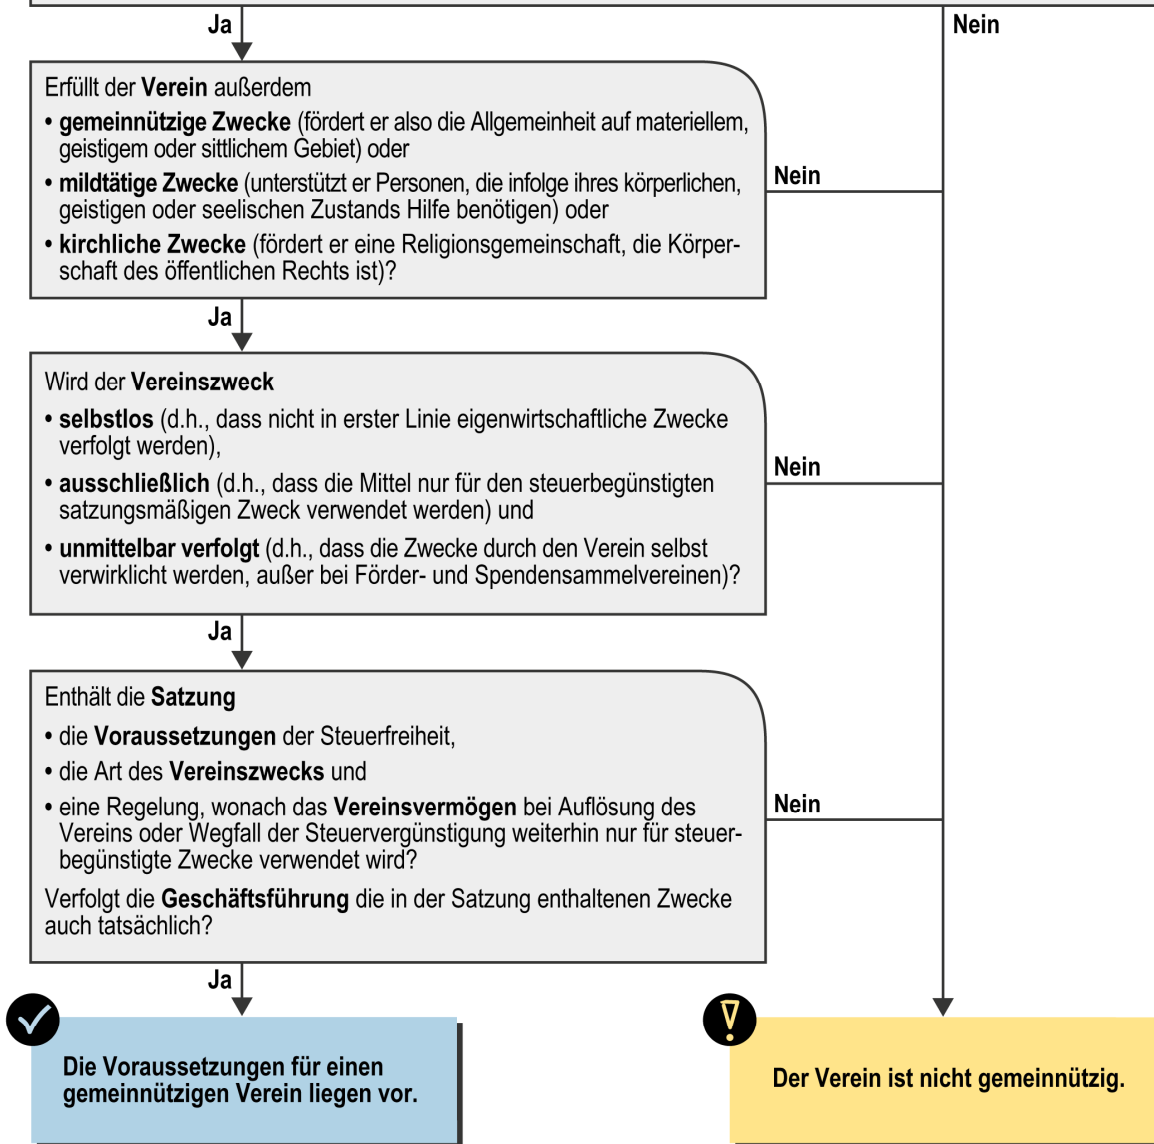 Ja
Nein
Erfüllt der Verein außerdem
• gemeinnützige Zwecke (fördert er also die Allgemeinheit auf materiellem,
geistigem oder sittlichem Gebiet) oder
• mildtätige Zwecke (unterstützt er Personen, die infolge ihres körperlichen,
geistigen oder seelischen Zustands Hilfe benötigen) oder
• kirchliche Zwecke (fördert er eine Religionsgemeinschaft, die Körper-
schaft des öffentlichen Rechts ist)?
Nein
Ja
Wird der Vereinszweck
• selbstlos (d.h., dass nicht in erster Linie eigenwirtschaftliche Zwecke
verfolgt werden),
• ausschließlich (d.h., dass die Mittel nur für den steuerbegünstigten
satzungsmäßigen Zweck verwendet werden) und
• unmittelbar verfolgt (d.h., dass die Zwecke durch den Verein selbst
verwirklicht werden, außer bei Förder- und Spendensammelvereinen)?
Nein
Ja
Enthält die Satzung
• die Voraussetzungen der Steuerfreiheit,
• die Art des Vereinszwecks und
• eine Regelung, wonach das Vereinsvermögen bei Auflösung des
Vereins oder Wegfall der Steuervergünstigung weiterhin nur für steuer-
begünstigte Zwecke verwendet wird?
Verfolgt die Geschäftsführung die in der Satzung enthaltenen Zwecke
auch tatsächlich?
Nein
Ja
Die Voraussetzungen für einen
gemeinnützigen Verein liegen vor.
Der Verein ist nicht gemeinnützig.